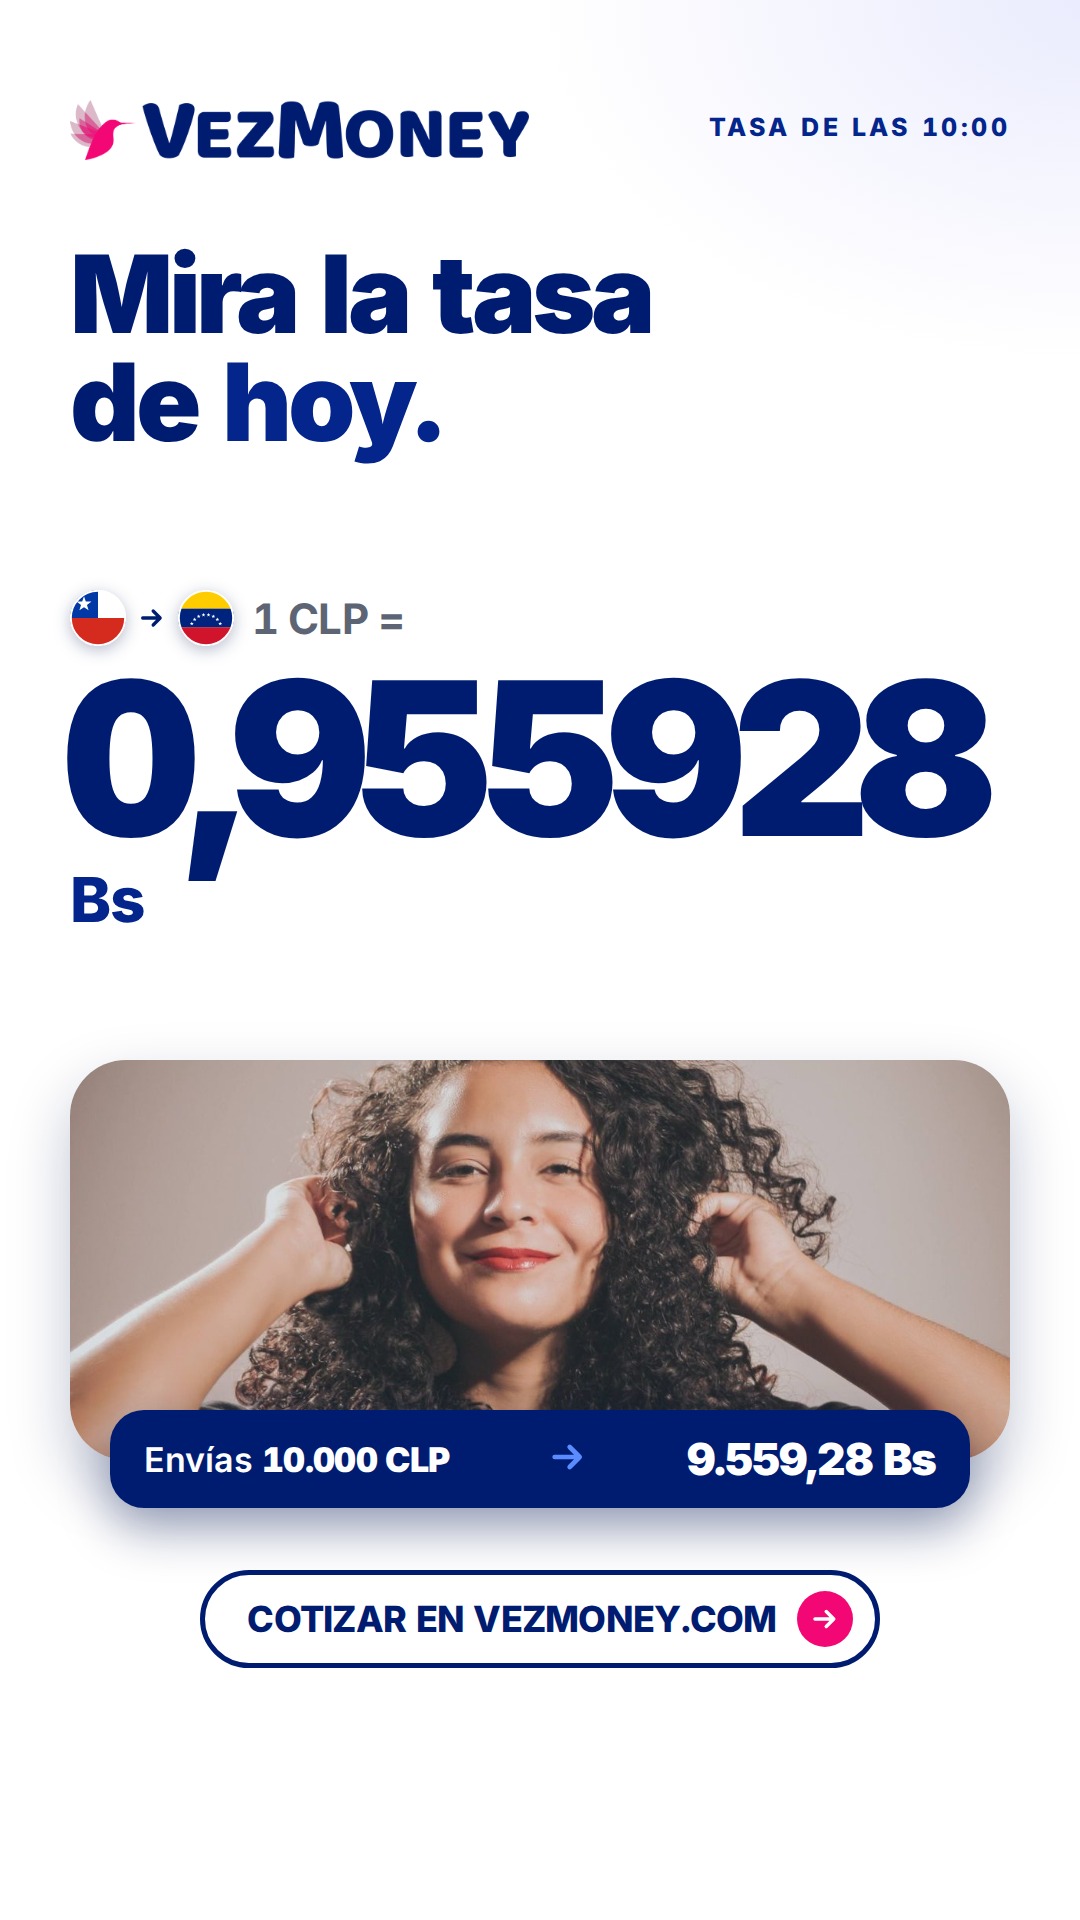 VEZMONEY
TASA DE LAS 10:00
Mira la tasa
de hoy.
1 CLP =
0,955928
Bs
Envías 10.000 CLP → 9.559,28 Bs
COTIZAR EN VEZMONEY.COM